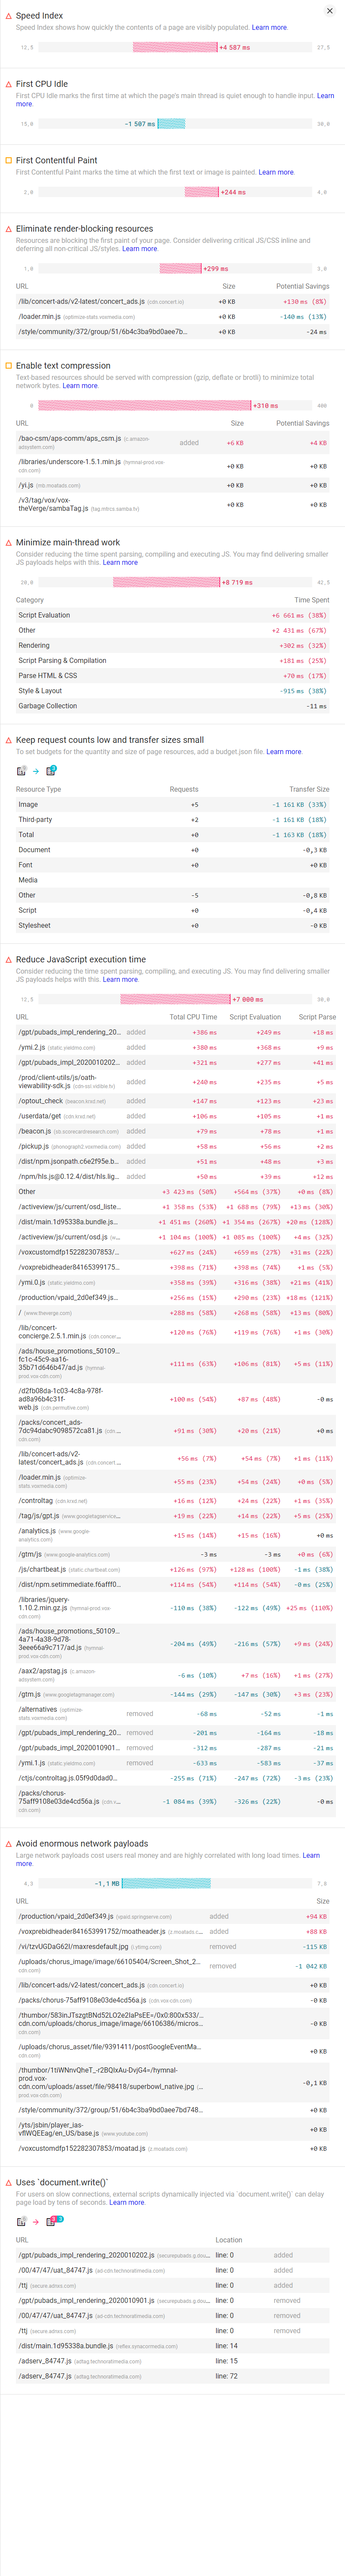 Speed Index
Speed Index shows how quickly the contents of a page are visibly populated. Learn more.
12,5 +4 587 ms 27,5
First CPU Idle
First CPU Idle marks the first time at which the page's main thread is quiet enough to handle input. Learn
more.
15,0 -1 507 ms 30,0
First Contentful Paint
First Contentful Paint marks the time at which the first text or image is painted. Learn more.
2,0 +244 ms 4,0
Eliminate render-blocking resources
Resources are blocking the first paint of your page. Consider delivering critical JS/CSS inline and
deferring all non-critical JS/styles. Learn more.
1,0 +299 ms 3,0
URL Size Potential Savings
/lib/concert-ads/v2-latest/concert_ads.js (cdn.concert.io) +0 KB +130 ms (8%)
/loader.min.js (optimize-stats.voxmedia.com) +0 KB -140 ms (13%)
/style/community/372/group/51/6b4c3ba9bd0aee7b... +0 KB -24 ms
Enable text compression
Text-based resources should be served with compression (gzip, deflate or brotli) to minimize total
network bytes. Learn more.
0 +310 ms 400
URL Size Potential Savings
/bao-csm/aps-comm/aps_csm.js (c.amazon-
adsystem.com) added +6 KB +4 KB
/libraries/underscore-1.5.1.min.js (hymnal-prod.vox-
cdn.com) +0 KB +0 KB
/yi.js (mb.moatads.com) +0 KB +0 KB
/v3/tag/vox/vox-
theVerge/sambaTag.js (tag.mtrcs.samba.tv) +0 KB +0 KB
Minimize main-thread work
Consider reducing the time spent parsing, compiling and executing JS. You may find delivering smaller
JS payloads helps with this. Learn more
20,0 +8 719 ms 42,5
Category Time Spent
Script Evaluation +6 661 ms (38%)
Other +2 431 ms (67%)
Rendering +302 ms (32%)
Script Parsing & Compilation +181 ms (25%)
Parse HTML & CSS +70 ms (17%)
Style & Layout -915 ms (38%)
Garbage Collection -11 ms
Keep request counts low and transfer sizes small
To set budgets for the quantity and size of page resources, add a budget.json file. Learn more.
Resource Type Requests Transfer Size
Image +5 -1 161 KB (33%)
Third-party +2 -1 161 KB (18%)
Total +0 -1 163 KB (18%)
Document +0 -0,3 KB
Font +0 +0 KB
Media
Other -5 -0,8 KB
Script +0 -0,4 KB
Stylesheet +0 -0 KB
Reduce JavaScript execution time
Consider reducing the time spent parsing, compiling, and executing JS. You may find delivering smaller
JS payloads helps with this. Learn more.
12,5 +7 000 ms 30,0
URL Total CPU Time Script Evaluation Script Parse
/gpt/pubads_impl_rendering_20... added +386 ms +249 ms +18 ms
/ymi.2.js (static.yieldmo.com) added +380 ms +368 ms +9 ms
/gpt/pubads_impl_2020010202... added +321 ms +277 ms +41 ms
/prod/client-utils/js/oath-
viewability-sdk.js (cdn-ssl.vidible.tv) added +240 ms +235 ms +5 ms
/optout_check (beacon.krxd.net) added +147 ms +123 ms +23 ms
/userdata/get (cdn.krxd.net) added +106 ms +105 ms +1 ms
/beacon.js (sb.scorecardresearch.com) added +79 ms +78 ms +1 ms
/pickup.js (phonograph2.voxmedia.com) added +58 ms +56 ms +2 ms
/dist/npm.jsonpath.c6e2f95e.b... added +51 ms +48 ms +3 ms
/npm/hls.js@0.12.4/dist/hls.lig... added +50 ms +39 ms +12 ms
Other +3 423 ms (50%) +564 ms (37%) +0 ms (8%)
/activeview/js/current/osd_liste... +1 358 ms (53%) +1 688 ms (79%) +13 ms (30%)
/dist/main.1d95338a.bundle.js... +1 451 ms (260%) +1 354 ms (267%) +20 ms (128%)
/activeview/js/current/osd.js +1 104 ms (100%) +1 085 ms (100%) +4 ms (32%)
/voxcustomdfp152282307853/... +627 ms (24%) +659 ms (27%) +31 ms (22%)
/voxprebidheader84165399175... +398 ms (71%) +398 ms (74%) +1 ms (5%)
/ymi.0.js (static.yieldmo.com) +358 ms (39%) +316 ms (38%) +21 ms (41%)
/production/vpaid_2d0ef349.js... +256 ms (15%) +290 ms (23%) +18 ms (121%)
/ (www.theverge.com) +288 ms (58%) +268 ms (58%) +13 ms (80%)
/lib/concert-
concierge.2.5.1.min.js (cdn.concer... +120 ms (76%) +119 ms (76%) +1 ms (30%)
/ads/house_promotions_50109...
fc1c-45c9-aa16-
35b71d646b47/ad.js (hymnal-
prod.vox-cdn.com) +111 ms (63%) +106 ms (81%) +5 ms (11%)
/d2fb08da-1c03-4c8a-978f-
ad8a96b4c31f-
web.js (cdn.permutive.com) +100 ms (54%) +87 ms (48%) -0 ms
/packs/concert_ads-
7dc94dabc9098572ca81.js (cdn....
cdn.com) +91 ms (30%) +20 ms (21%) +0 ms
/lib/concert-ads/v2-
latest/concert_ads.js (cdn.concert.... +56 ms (7%) +54 ms (7%) +1 ms (11%)
/loader.min.js (optimize-
stats.voxmedia.com) +55 ms (23%) +54 ms (24%) +0 ms (5%)
/controltag (cdn.krxd.net) +16 ms (12%) +24 ms (22%) +1 ms (35%)
/tag/js/gpt.js (www.googletagservice... +19 ms (22%) +14 ms (22%) +5 ms (25%)
/analytics.js (www.google-
analytics.com) +15 ms (14%) +15 ms (16%) +0 ms
/gtm/js (www.google-analytics.com) -3 ms -3 ms +0 ms (6%)
/js/chartbeat.js (static.chartbeat.com) +126 ms (97%) +128 ms (100%) -1 ms (38%)
/dist/npm.setimmediate.f6afff0... +114 ms (54%) +114 ms (54%) -0 ms (25%)
/libraries/jquery-
1.10.2.min.gz.js (hymnal-prod.vox-
cdn.com) -110 ms (38%) -122 ms (49%) +25 ms (110%)
/ads/house_promotions_50109...
4a71-4a38-9d78-
3eee66a9c717/ad.js (hymnal-
prod.vox-cdn.com) -204 ms (49%) -216 ms (57%) +9 ms (24%)
/aax2/apstag.js (c.amazon-
adsystem.com) -6 ms (10%) +7 ms (16%) -1 ms (27%)
/gtm.js (www.googletagmanager.com) -144 ms (29%) -147 ms (30%) +3 ms (23%)
/alternatives (optimize-
stats.voxmedia.com) removed -68 ms -52 ms -1 ms
/gpt/pubads_impl_rendering_20... removed -201 ms -164 ms -18 ms
/gpt/pubads_impl_2020010901... removed -312 ms -287 ms -21 ms
/ymi.1.js (static.yieldmo.com) removed -633 ms -583 ms -37 ms
/ctjs/controltag.js.05f9d0dad0... -255 ms (71%) -247 ms (72%) -3 ms (23%)
/packs/chorus-
75aff9108e03de4cd56a.js (cdn.v...
cdn.com) -1 084 ms (39%) -326 ms (22%) -0 ms
Avoid enormous network payloads
Large network payloads cost users real money and are highly correlated with long load times. Learn
more.
4,3 -1,1 MB 7,3
URL Size
/production/vpaid_2d0ef349.js (vpaid.springserve.com) added +94 KB
/voxprebidheader841653991752/moatheader.js (z.moatads.c... added +88 KB
/vi/tzvUGDaG62I/maxresdefault.jpg (i.ytimg.com) removed -115 KB
/uploads/chorus_image/image/66105404/Screen_Shot_2...
cdn.com) removed -1 042 KB
/lib/concert-ads/v2-latest/concert_ads.js (cdn.concert.io) +0 KB
/packs/chorus-75aff9108e03de4cd56a.js (cdn.vox-cdn.com) -0 KB
/thumbor/583inJTszgtBNd52LO2e2IaPsEE=/0x0:800x533/...
cdn.com/uploads/chorus_image/image/66106386/micros...
cdn.com) -0 KB
/uploads/chorus_asset/file/9391411/postGoogleEventMa...
cdn.com) +0 KB
/thumbor/1tiWNnvQheT_-r2BQlxAu-DvjG4=/hymnal-
prod.vox-
cdn.com/uploads/asset/file/98418/superbowl_native.jpg
prod.vox-cdn.com) -0,1 KB
/style/community/372/group/51/6b4c3ba9bd0aee7bd748...
cdn.com) +0 KB
/yts/jsbin/player_ias-
vflWQEEag/en_US/base.js (www.youtube.com) +0 KB
/voxcustomdfp152282307853/moatad.js (z.moatads.com) +0 KB
Uses `document.write()`
For users on slow connections, external scripts dynamically injected via `document.write()` can delay
page load by tens of seconds. Learn more.
URL Location
/gpt/pubads_impl_rendering_2020010202.js (securepubads.g.dou... line: 0 added
/00/47/47/uat_84747.js (ad-cdn.technoratimedia.com) line: 0 added
/ttj (secure.adnxs.com) line: 0 added
/gpt/pubads_impl_rendering_2020010901.js (securepubads.g.dou... line: 0 removed
/00/47/47/uat_84747.js (ad-cdn.technoratimedia.com) line: 0 removed
/ttj (secure.adnxs.com) line: 0 removed
/dist/main.1d95338a.bundle.js (reflex.synacormedia.com) line: 14
/adserv_84747.js (adtag.technoratimedia.com) line: 15
/adserv_84747.js (adtag.technoratimedia.com) line: 72